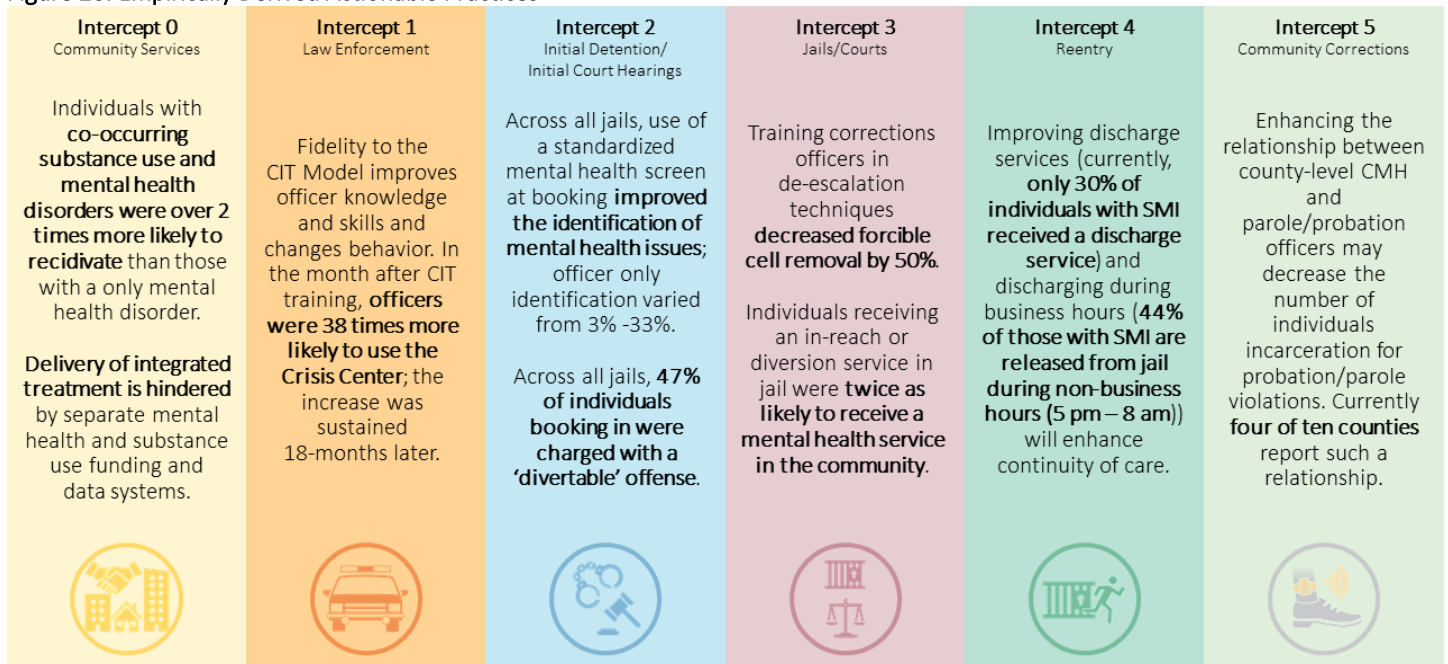 Empirically Derived Actionable Practices
Intercept 0
Community Services
Individuals with
co-occurring
substance use and
mental health
disorders were over 2
times more likely to
recidivate than those
with a only mental
health disorder.
Delivery of integrated
treatment is hindered
by separate mental
health and substance
use funding and
data systems.
Intercept 1
Law Enforcement
Fidelity to the
CIT Model improves
officer knowledge
and skills and
changes behavior. In
the month after CIT
training, officers
were 38 times more
likely to use the
Crisis Center; the
increase was
sustained
18-months later.
Intercept 2
Initial Detention/
Initial Court Hearings
Across all jails, use of
a standardized
mental health screen
at booking improved
the identification of
mental health issues;
officer only
identification varied
from 3% -33%.
Across all jails, 47%
of individuals
booking in were
charged with a
‘divertable’ offense.
Intercept 3
Jails/Courts
Training corrections
officers in
de-escalation
techniques
decreased forcible
cell removal by 50%.
Individuals receiving
an in-reach or
diversion service in
jail were twice as
likely to receive a
mental health service
in the community.
Intercept 4
Reentry
Improving discharge
services (currently,
only 30% of
individuals with SMI
received a discharge
service) and
discharging during
business hours (44%
of those with SMI are
released from jail
during non-business
hours (5 pm – 8 am))
will enhance
continuity of care.
Intercept 5
Community Corrections
Enhancing the
relationship between
county-level CMH
and
parole/probation
officers may
decrease the
number of
individuals
incarceration for
probation/parole
violations. Currently
four of ten counties
report such a
relationship.